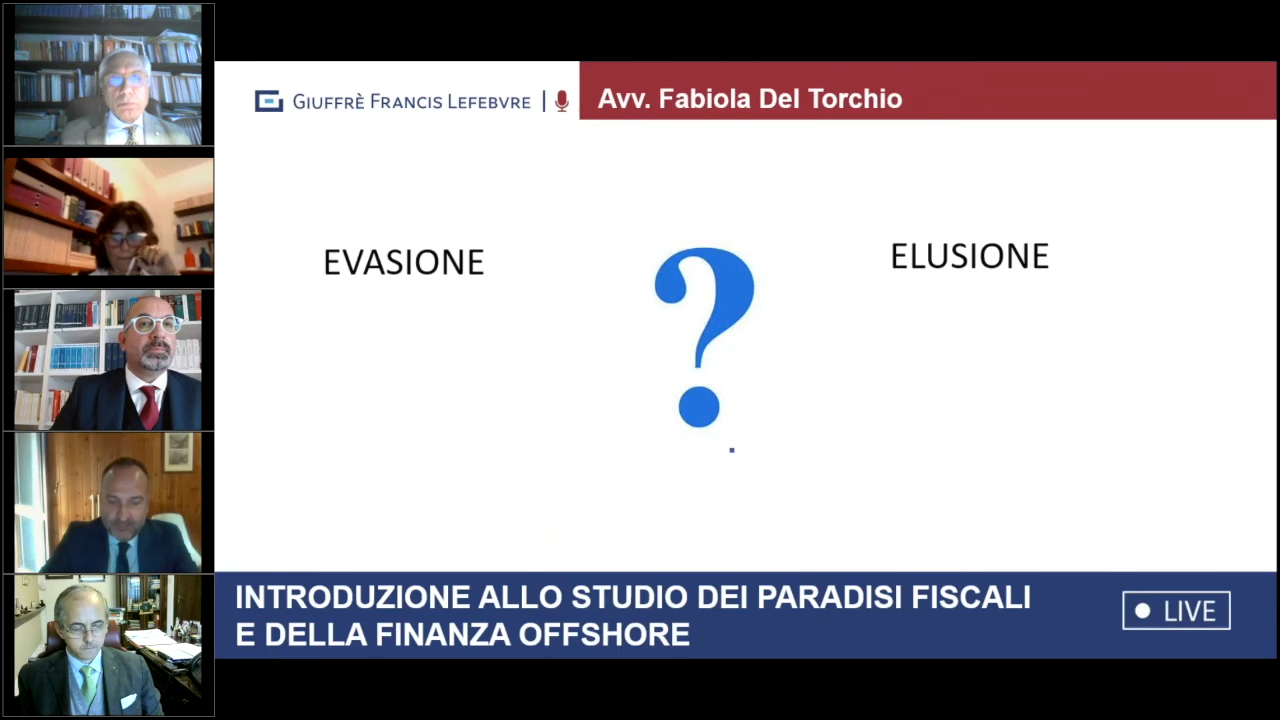 GIUFFRÈ FRANCIS LEFEBVRE
Avv. Fabiola Del Torchio
EVASIONE
?
ELUSIONE
INTRODUZIONE ALLO STUDIO DEI PARADISI FISCALI
E DELLA FINANZA OFFSHORE
LIVE